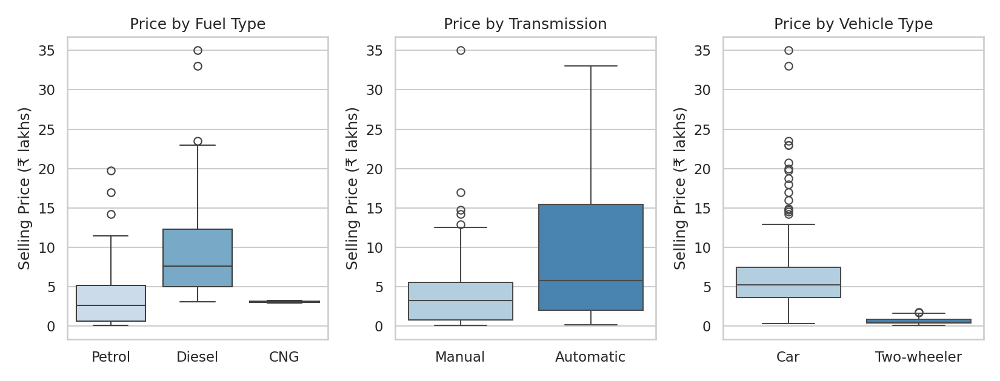 Price by Fuel Type
Selling Price (₹ lakhs)
35
30
25
20
15
10
5
0
Petrol
Diesel
CNG
Price by Transmission
Selling Price (₹ lakhs)
35
30
25
20
15
10
5
0
Manual
Automatic
Price by Vehicle Type
Selling Price (₹ lakhs)
35
30
25
20
15
10
5
0
Car
Two-wheeler